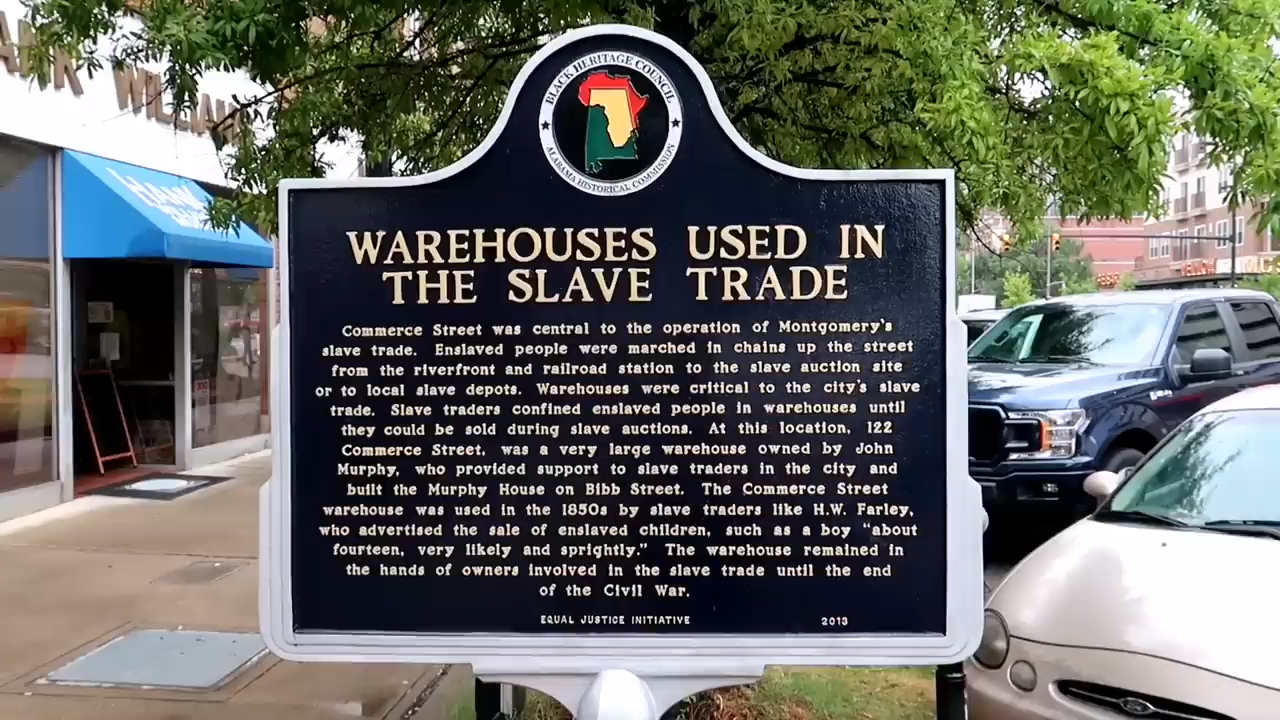 BLACK HERITAGE COUNCIL
ALABAMA HISTORICAL COMMISSION
WAREHOUSES USED IN
THE SLAVE TRADE
Commerce Street was central to the operation of Montgomery's
slave trade. Enslaved people were marched in chains up the street
from the riverfront and railroad station to the slave auction site
or to local slave depots. Warehouses were critical to the city's slave
trade. Slave traders confined enslaved people in warehouses until
they could be sold during slave auctions. At this location, 122
Commerce Street, was a very large warehouse owned by John
Murphy, who provided support to slave traders in the city and
built the Murphy House on Bibb Street. The Commerce Street
warehouse was used in the 1850s by slave traders like H.W. Farley,
who advertised the sale of enslaved children, such as a boy "about
fourteen, very likely and sprightly." The warehouse remained in
the hands of owners involved in the slave trade until the end
of the Civil War.
EQUAL JUSTICE INITIATIVE 2013
HANK